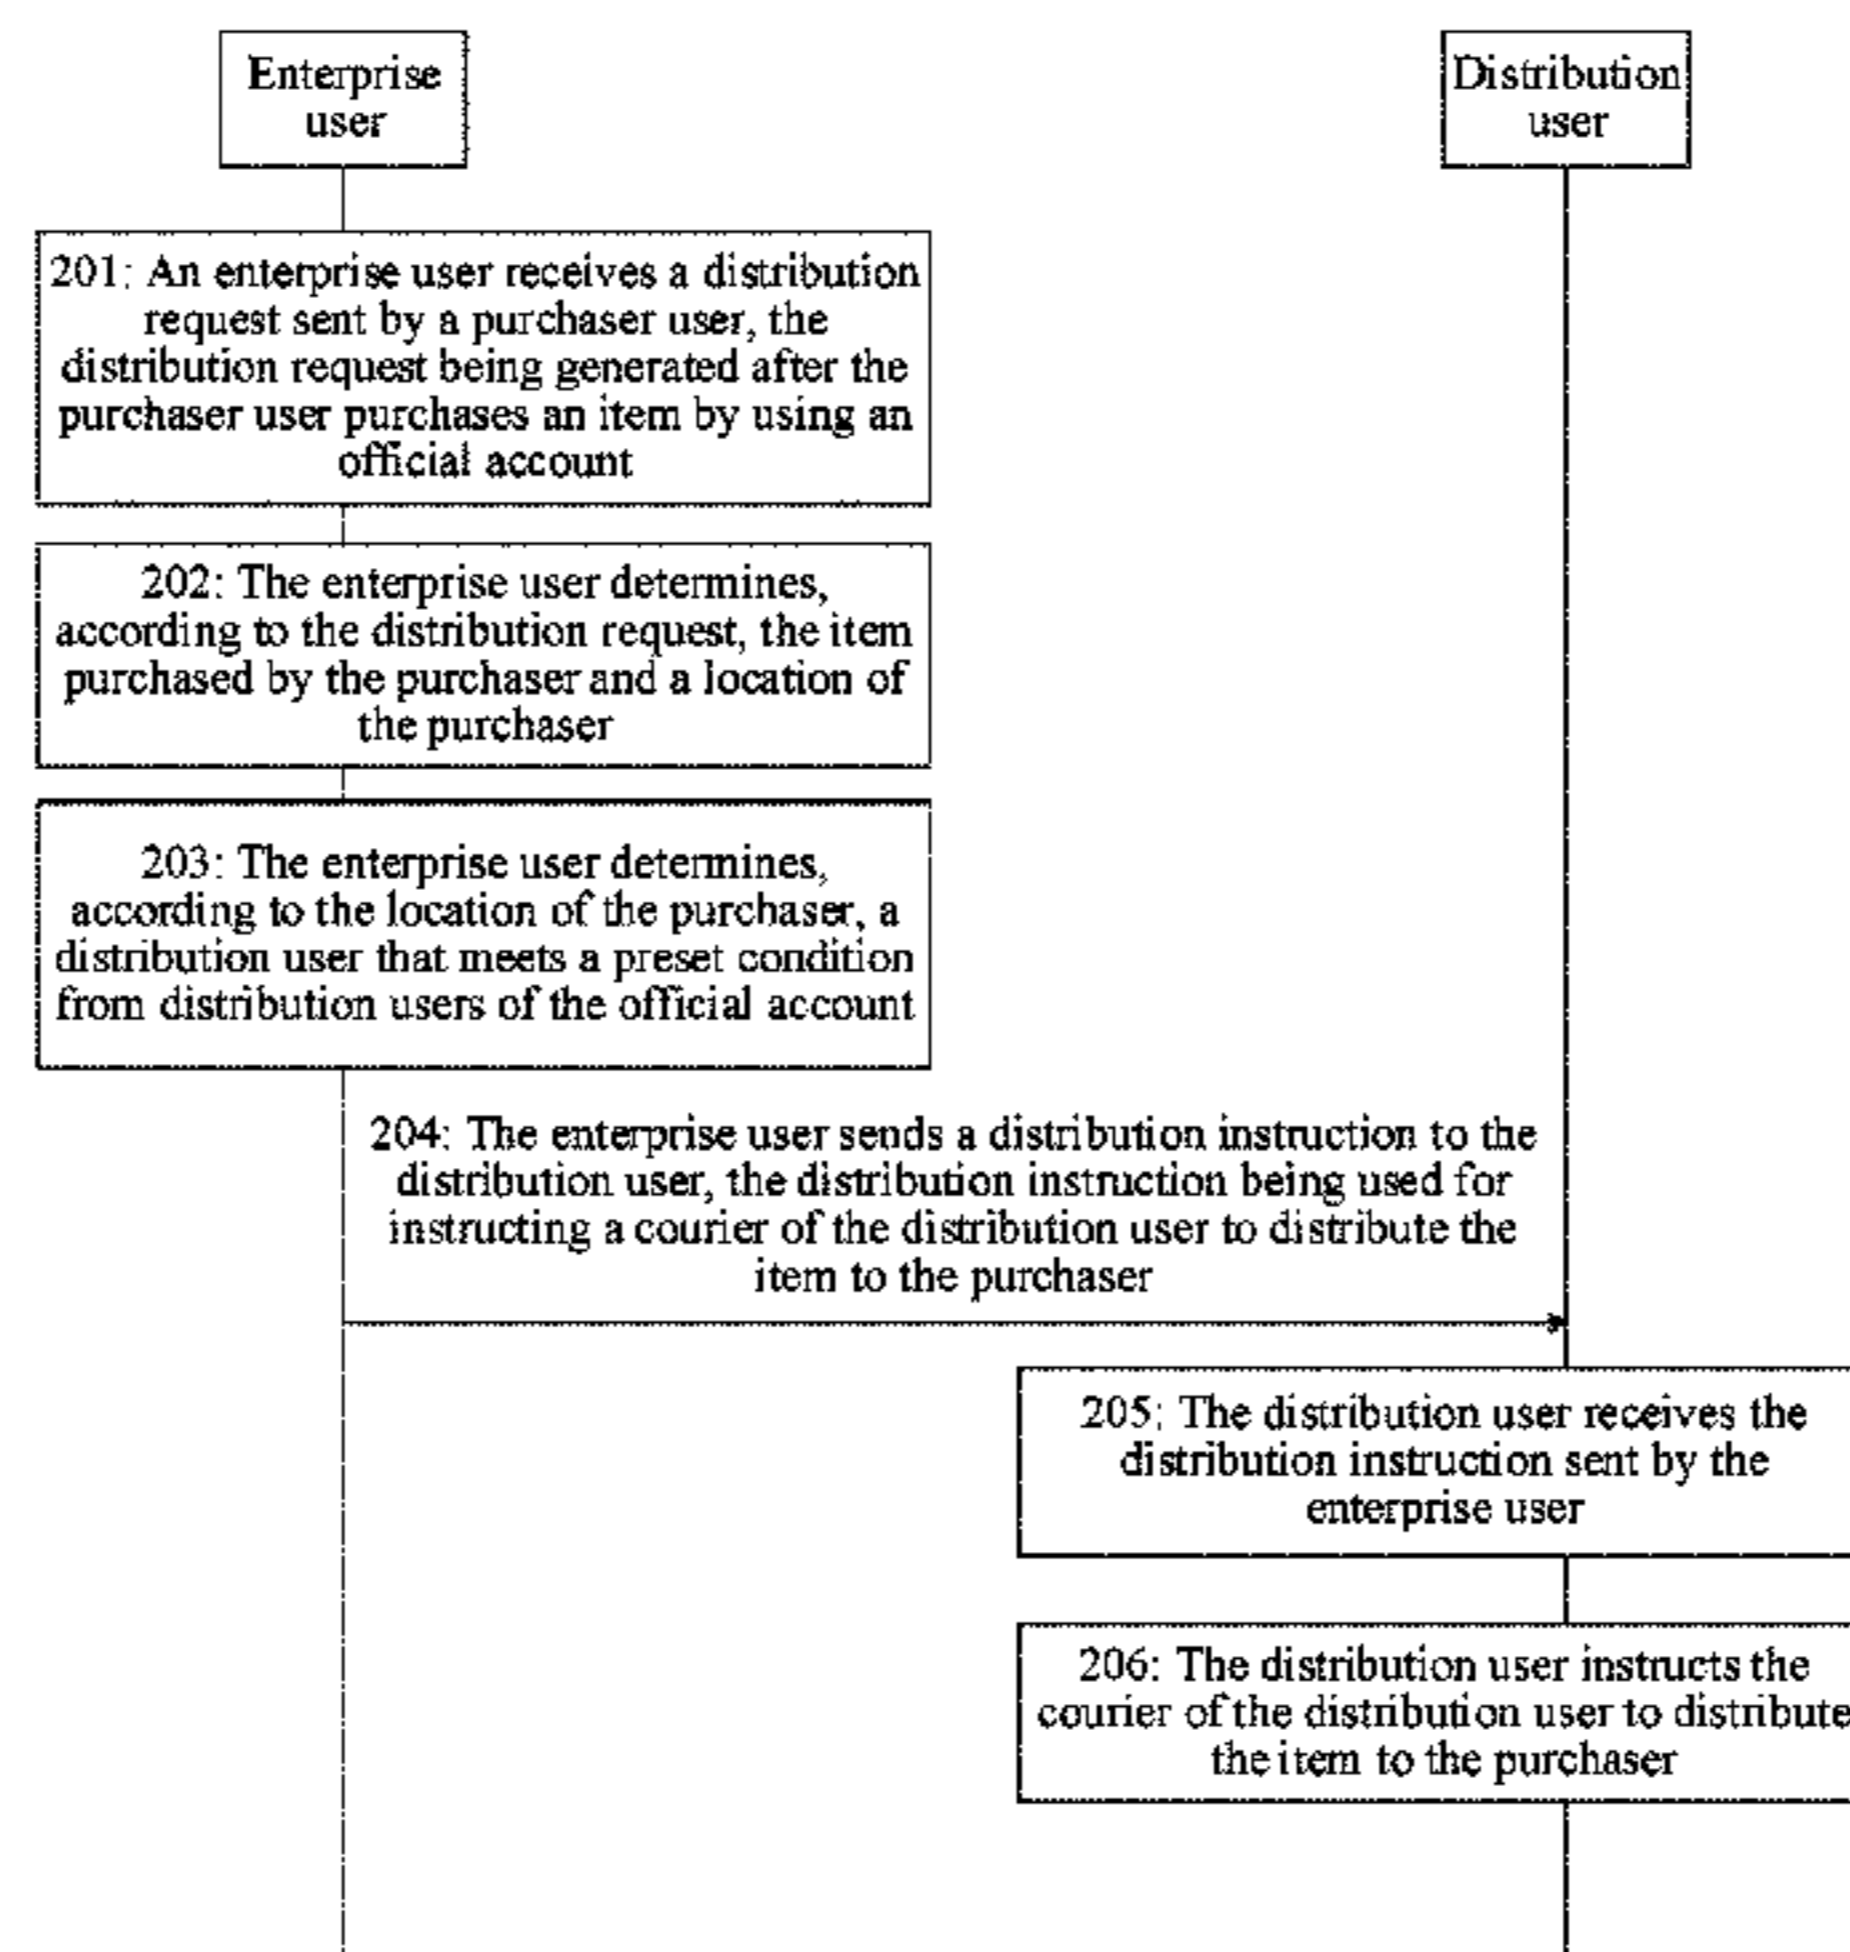 Enterprise
user
Distribution
user
201: An enterprise user receives a distribution
request sent by a purchaser user, the
distribution request being generated after the
purchaser user purchases an item by using an
official account
202: The enterprise user determines,
according to the distribution request, the item
purchased by the purchaser and a location of
the purchaser
203: The enterprise user determines,
according to the location of the purchaser, a
distribution user that meets a preset condition
from distribution users of the official account
204: The enterprise user sends a distribution instruction to the
distribution user, the distribution instruction being used for
instructing a courier of the distribution user to distribute the
item to the purchaser
205: The distribution user receives the
distribution instruction sent by the
enterprise user
206: The distribution user instructs the
courier of the distribution user to distribute
the item to the purchaser